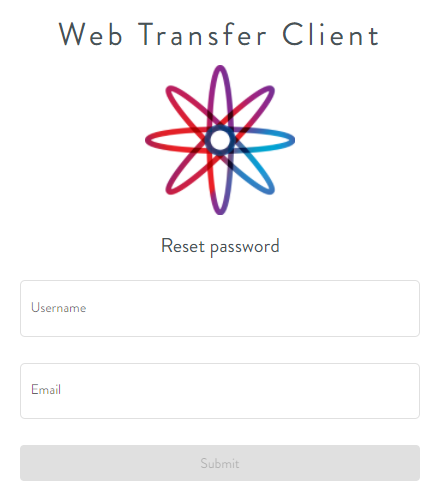 Web Transfer Client
Reset password
Username
Email
Submit